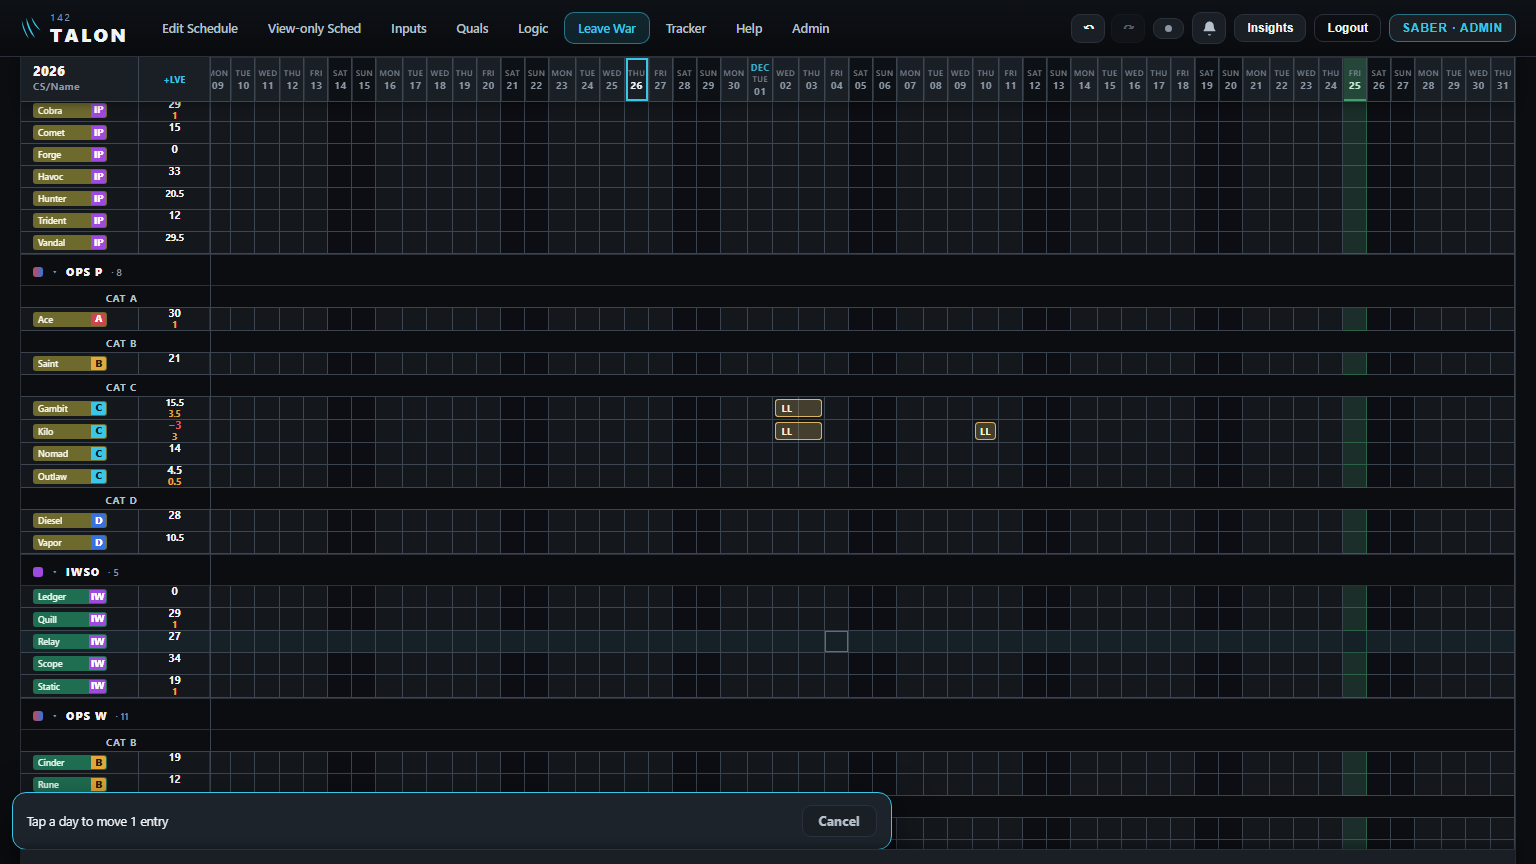 142
TALON
Edit Schedule
View-only Sched
Inputs
Quals
Logic
Leave War
Tracker
Help
Admin
Insights
Logout
SABER · ADMIN
2026
CS/Name
+LVE
MON TUE WED THU FRI SAT SUN MON TUE WED THU FRI SAT SUN MON TUE WED THU FRI SAT SUN MON DEC TUE WED THU FRI SAT SUN MON TUE WED THU FRI SAT SUN MON TUE WED THU FRI SAT SUN MON TUE WED THU FRI SAT SUN MON TUE WED THU
09 10 11 12 13 14 15 16 17 18 19 20 21 22 23 24 25 26 27 28 29 30 01 02 03 04 05 06 07 08 09 10 11 12 13 14 15 16 17 18 19 20 21 22 23 24 25 26 27 28 29 30 31
Cobra IP 29
1
Comet IP 15
Forge IP 0
Havoc IP 33
Hunter IP 20.5
Trident IP 12
Vandal IP 29.5
OPS P · 8
CAT A
Ace A 30
1
CAT B
Saint B 21
CAT C
Gambit C 15.5
3.5
LL
Kilo C −3
3
LL LL
Nomad C 14
Outlaw C 4.5
0.5
CAT D
Diesel D 28
Vapor D 10.5
IWSO · 5
Ledger IW 0
Quill IW 29
1
Relay IW 27
Scope IW 34
Static IW 19
1
OPS W · 11
CAT B
Cinder B 19
Rune B 12
Tap a day to move 1 entry
Cancel